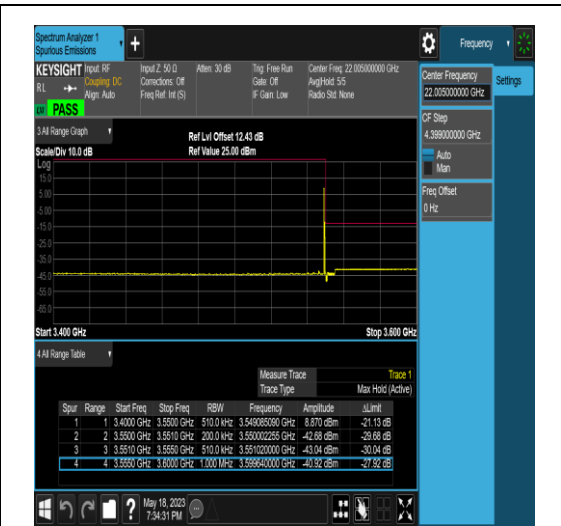 Spectrum Analyzer 1
Spurious Emissions
Frequency
KEYSIGHT Input: RF Input Z: 50 Ω Atten: 30 dB Trig: Free Run Center Freq: 22.005000000 GHz
RL Coupling: DC Corrections: Off Gate: Off Avg|Hold: 5/5
Align: Auto Freq Ref: Int (S) IF Gain: Low Radio Std: None
PASS
Center Frequency
22.005000000 GHz
Settings
CF Step
4.399000000 GHz
Auto
Man
Freq Offset
0 Hz
3 All Range Graph
Ref Lvl Offset 12.43 dB
Scale/Div 10.0 dB Ref Value 25.00 dBm
Log
15.0
5.00
-5.00
-15.0
-25.0
-35.0
-45.0
-55.0
-65.0
Start 3.400 GHz Stop 3.600 GHz
4 All Range Table
Measure Trace Trace 1
Trace Type Max Hold (Active)
Spur Range Start Freq Stop Freq RBW Frequency Amplitude ΔLimit
1 1 3.4000 GHz 3.5500 GHz 510.0 kHz 3.549085090 GHz 8.870 dBm -21.13 dB
2 2 3.5500 GHz 3.5510 GHz 200.0 kHz 3.550002255 GHz -42.68 dBm -29.68 dB
3 3 3.5510 GHz 3.5550 GHz 510.0 kHz 3.551020000 GHz -43.04 dBm -30.04 dB
4 4 3.5550 GHz 3.6000 GHz 1.000 MHz 3.599640000 GHz -40.92 dBm -27.92 dB
May 18, 2023
7:34:31 PM